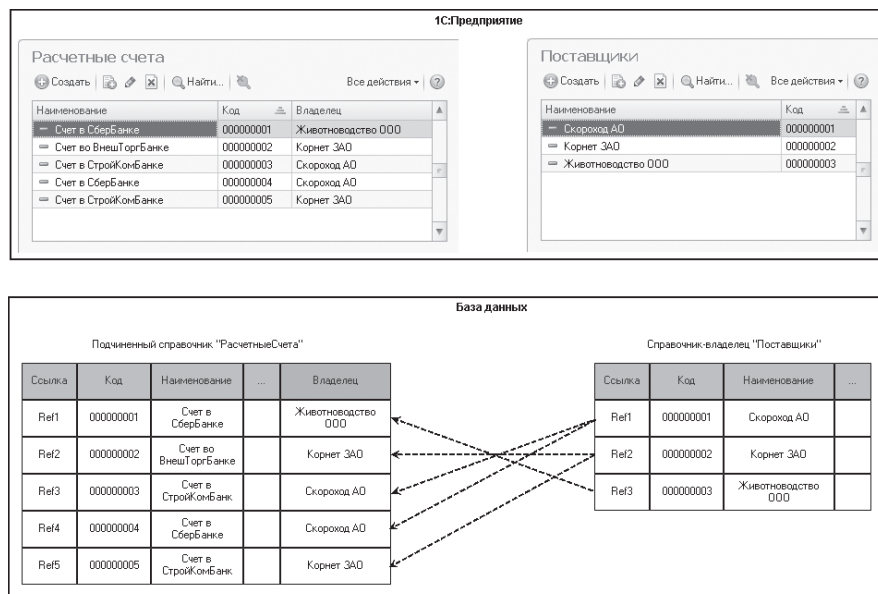 1С:Предприятие
Расчетные счета
Создать Найти... Все действия ?
Наименование Код Владелец
Счет в СберБанке 000000001 Животноводство ООО
Счет во ВнешТоргБанке 000000002 Корнет ЗАО
Счет в СтройКомБанке 000000003 Скороход АО
Счет в СберБанке 000000004 Скороход АО
Счет в СтройКомБанке 000000005 Корнет ЗАО
Поставщики
Создать Найти... Все действия ?
Наименование Код
Скороход АО 000000001
Корнет ЗАО 000000002
Животноводство ООО 000000003
База данных
Подчиненный справочник "РасчетныеСчета"
Ссылка Код Наименование ... Владелец
Ref1 000000001 Счет в СберБанке Животноводство ООО
Ref2 000000002 Счет во ВнешТоргБанке Корнет ЗАО
Ref3 000000003 Счет в СтройКомБанк Скороход АО
Ref4 000000004 Счет в СберБанке Скороход АО
Ref5 000000005 Счет в СтройКомБанк Корнет ЗАО
Справочник-владелец "Поставщики"
Ссылка Код Наименование ...
Ref1 000000001 Скороход АО
Ref2 000000002 Корнет ЗАО
Ref3 000000003 Животноводство ООО